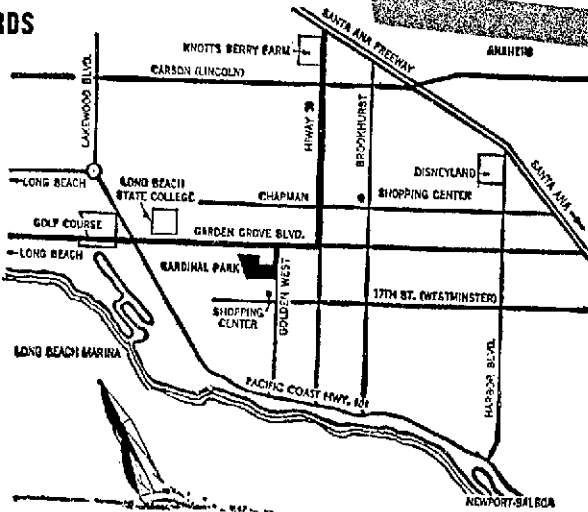 RDS
SANTA ANA FREEWAY
KNOTTS BERRY FARM
ANAHEIM
CARSON (LINCOLN)
LAKEWOOD BLVD.
HIWAY 39
BROOKHURST
DISNEYLAND
SANTA ANA
LONG BEACH
LONG BEACH
STATE COLLEGE
CHAPMAN
SHOPPING CENTER
GOLF COURSE
GARDEN GROVE BLVD.
LONG BEACH
CARDINAL PARK
GOLDEN WEST
17TH ST. (WESTMINSTER)
SHOPPING
CENTER
LONG BEACH MARINA
HARBOR BLVD.
PACIFIC COAST HWY. 101
NEWPORT-BALBOA